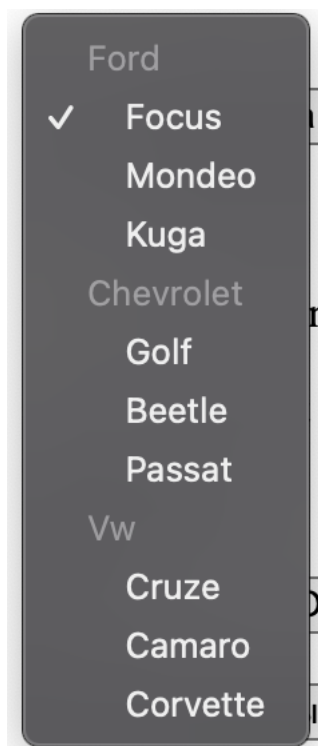 Ford
✓ Focus
Mondeo
Kuga
Chevrolet
Golf
Beetle
Passat
Vw
Cruze
Camaro
Corvette